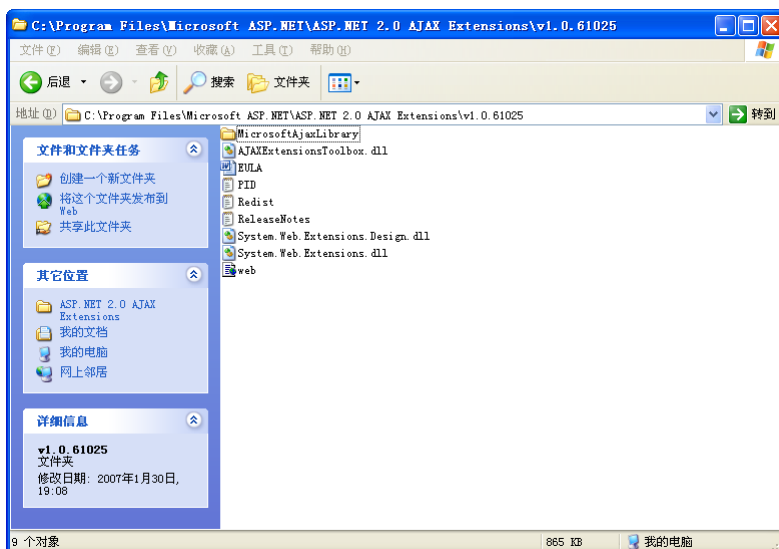 C:\Program Files\Microsoft ASP.NET\ASP.NET 2.0 AJAX Extensions\v1.0.61025
文件(F) 编辑(E) 查看(V) 收藏(A) 工具(T) 帮助(H)
后退 搜索 文件夹
地址(D) C:\Program Files\Microsoft ASP.NET\ASP.NET 2.0 AJAX Extensions\v1.0.61025 转到
文件和文件夹任务
创建一个新文件夹
将这个文件夹发布到
Web
共享此文件夹
其它位置
ASP.NET 2.0 AJAX
Extensions
我的文档
我的电脑
网上邻居
详细信息
v1.0.61025
文件夹
修改日期: 2007年1月30日,
19:08
MicrosoftAjaxLibrary
AJAXExtensionsToolbox.dll
EULA
PID
Redist
ReleaseNotes
System.Web.Extensions.Design.dll
System.Web.Extensions.dll
web
9 个对象 865 KB 我的电脑